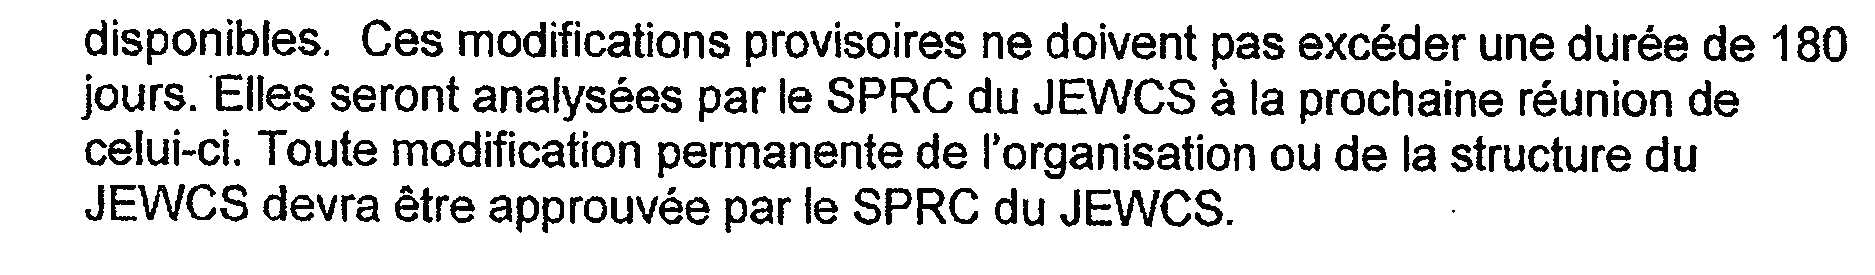 disponibles.  Ces modifications provisoires ne doivent pas excéder une durée de 180
jours. Elles seront analysées par le SPRC du JEWCS à la prochaine réunion de
celui-ci. Toute modification permanente de l'organisation ou de la structure du
JEWCS devra être approuvée par le SPRC du JEWCS.